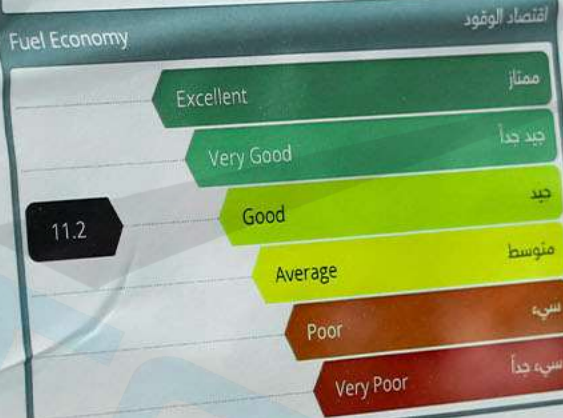 Fuel Economy اقتصاد الوقود
Excellent ممتاز
Very Good جيد جداً
11.2 Good جيد
Average متوسط
Poor سيء
Very Poor سيء جداً